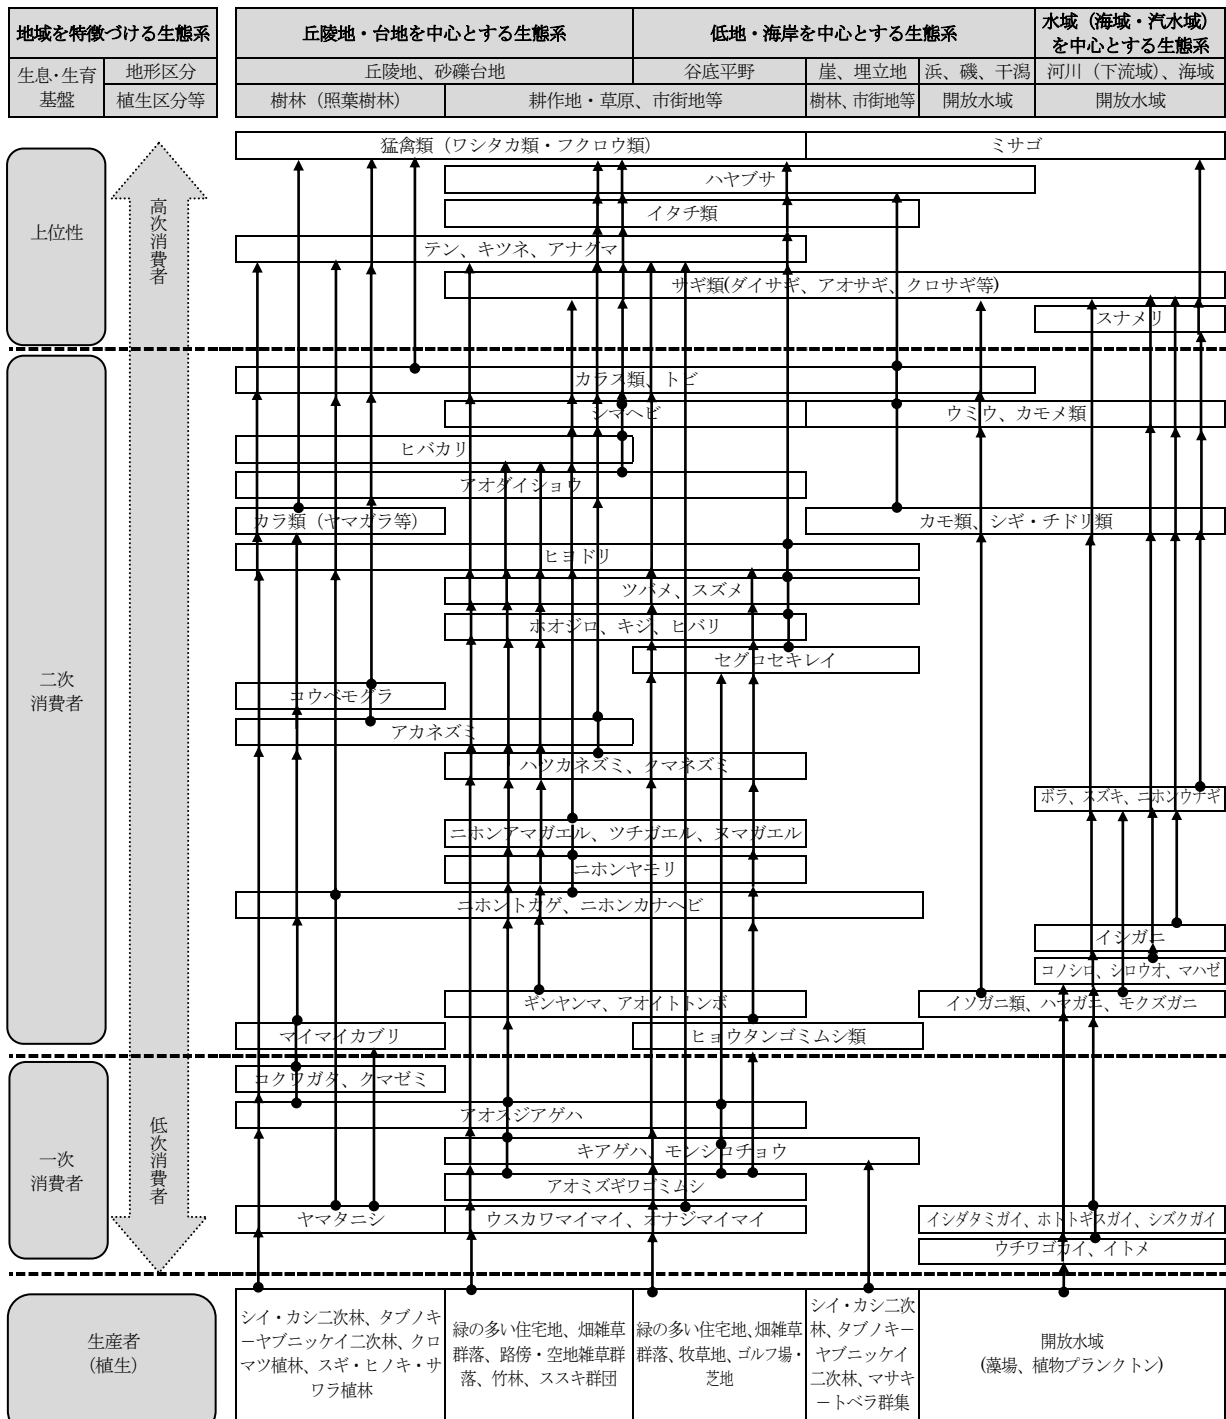 地域を特徴づける生態系
丘陵地・台地を中心とする生態系
低地・海岸を中心とする生態系
水域（海域・汽水域）
を中心とする生態系
生息・生育
基盤
地形区分
丘陵地、砂礫台地
谷底平野
崖、埋立地
浜、磯、干潟
河川（下流域）、海域
植生区分等
樹林（照葉樹林）
耕作地・草原、市街地等
樹林、市街地等
開放水域
開放水域
上位性
高次消費者
猛禽類（ワシタカ類・フクロウ類）
ミサゴ
ハヤブサ
イタチ類
テン、キツネ、アナグマ
サギ類(ダイサギ、アオサギ、クロサギ等)
スナメリ
二次
消費者
カラス類、トビ
シマヘビ
ウミウ、カモメ類
ヒバカリ
アオダイショウ
カラ類（ヤマガラ等）
カモ類、シギ・チドリ類
ヒヨドリ
ツバメ、スズメ
ホオジロ、キジ、ヒバリ
セグロセキレイ
コウベモグラ
アカネズミ
ハツカネズミ、クマネズミ
ボラ、スズキ、ニホンウナギ
ニホンアマガエル、ツチガエル、ヌマガエル
ニホンヤモリ
ニホントカゲ、ニホンカナヘビ
イシガニ
コノシロ、シロウオ、マハゼ
ギンヤンマ、アオイトトンボ
イソガニ類、ハマガニ、モクズガニ
マイマイカブリ
ヒョウタンゴミムシ類
一次
消費者
低次消費者
コクワガタ、クマゼミ
アオスジアゲハ
キアゲハ、モンシロチョウ
アオミズギワゴミムシ
ヤマタニシ
ウスカワマイマイ、オナジマイマイ
イシダタミガイ、ホトトギスガイ、シズクガイ
ウチワゴカイ、イトメ
生産者
(植生)
シイ・カシ二次林、タブノキ
－ヤブニッケイ二次林、クロ
マツ植林、スギ・ヒノキ・サ
ワラ植林
緑の多い住宅地、畑雑草
群落、路傍・空地雑草群
落、竹林、ススキ群団
緑の多い住宅地、畑雑草
群落、牧草地、ゴルフ場・
芝地
シイ・カシ二次
林、タブノキ－
ヤブニッケイ
二次林、マサキ
－トベラ群集
開放水域
(藻場、植物プランクトン)